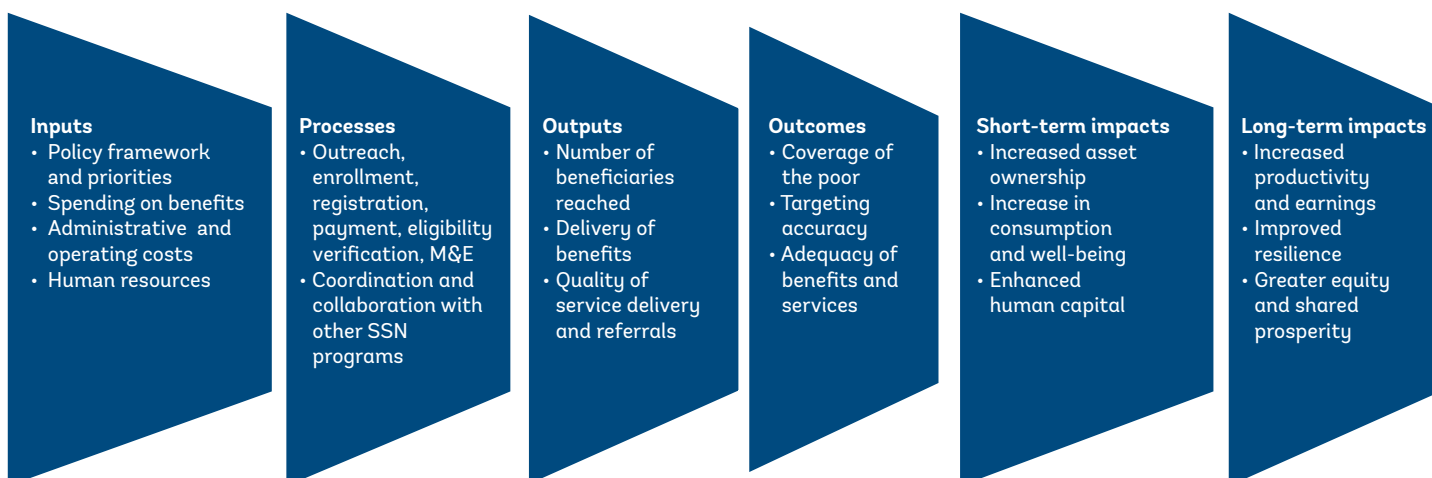 Inputs
• Policy framework
and priorities
• Spending on benefits
• Administrative and
operating costs
• Human resources
Processes
• Outreach,
enrollment,
registration,
payment, eligibility
verification, M&E
• Coordination and
collaboration with
other SSN
programs
Outputs
• Number of
beneficiaries
reached
• Delivery of
benefits
• Quality of
service delivery
and referrals
Outcomes
• Coverage of
the poor
• Targeting
accuracy
• Adequacy of
benefits and
services
Short-term impacts
• Increased asset
ownership
• Increase in
consumption
and well-being
• Enhanced
human capital
Long-term impacts
• Increased
productivity
and earnings
• Improved
resilience
• Greater equity
and shared
prosperity